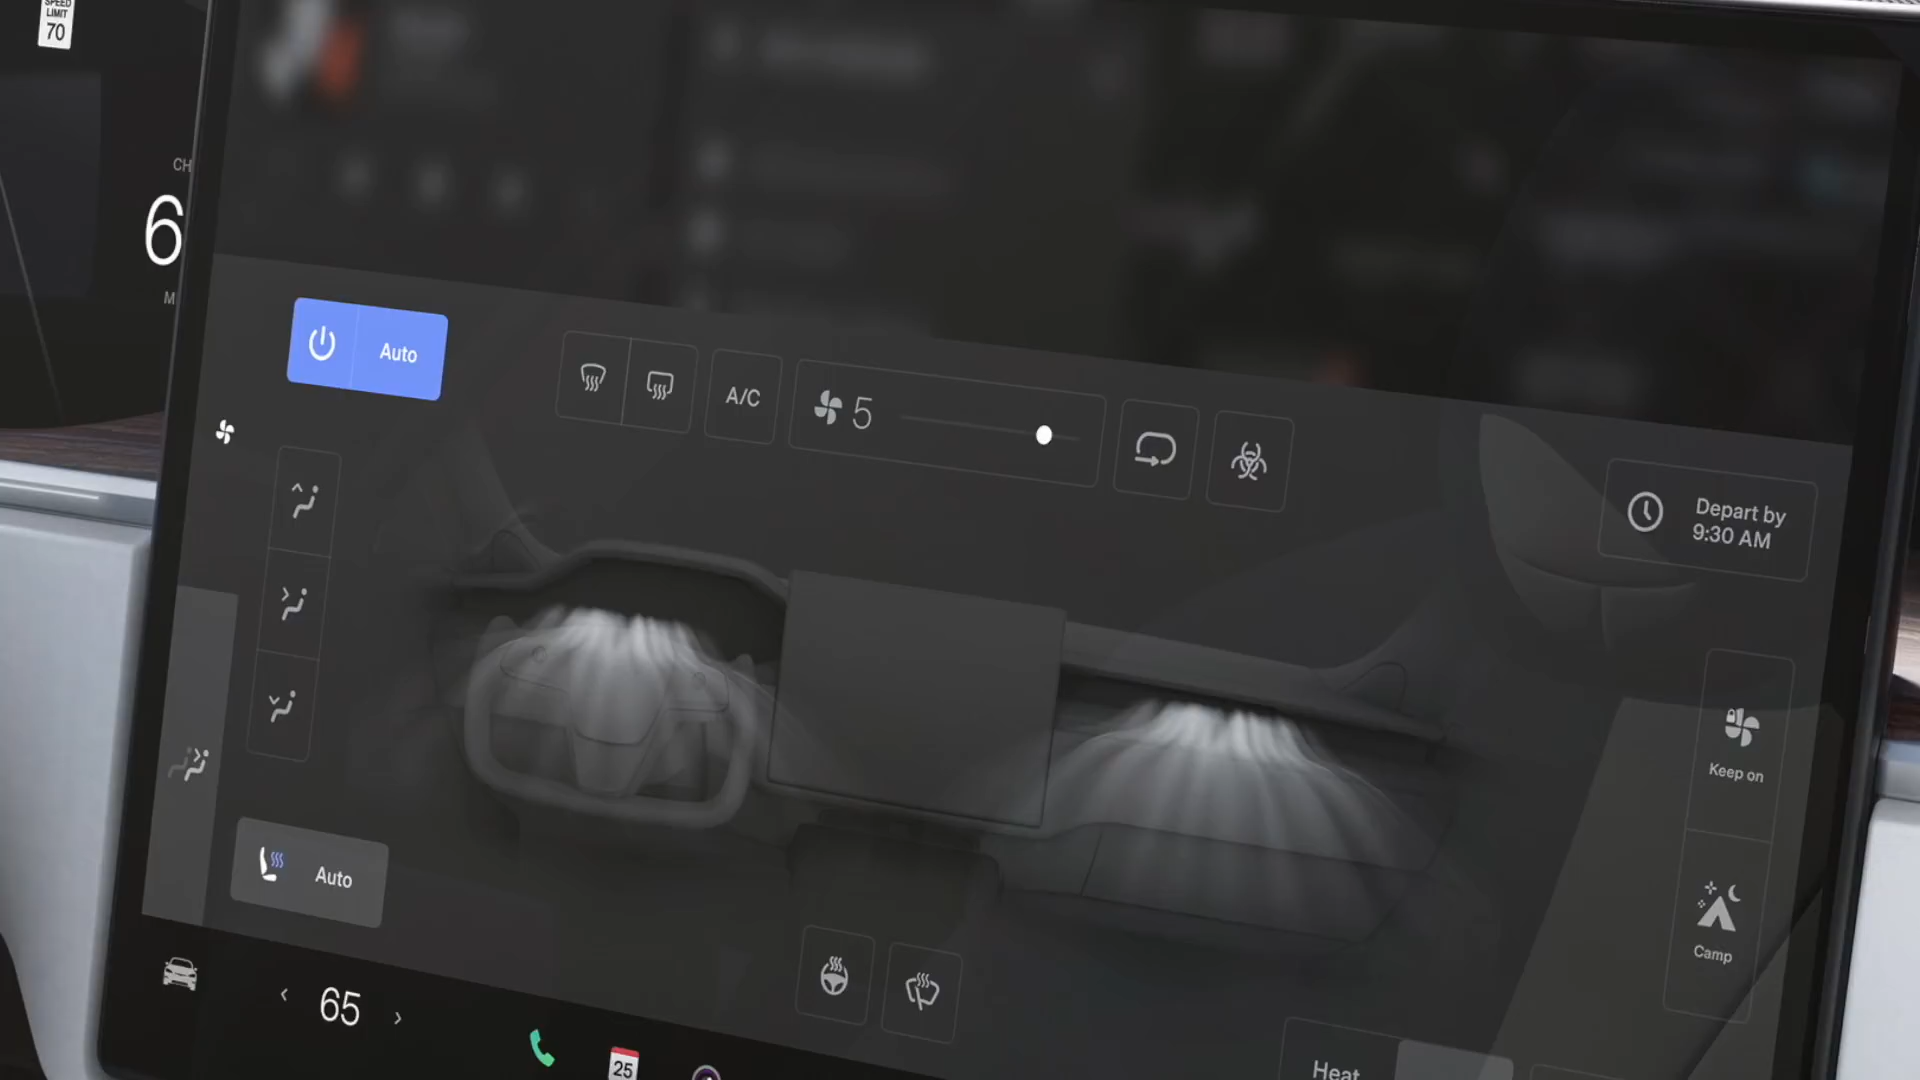 SPEED
LIMIT
70
CH
6
M
Auto
A/C
5
Depart by
9:30 AM
Keep on
Auto
Camp
65
25
Heat